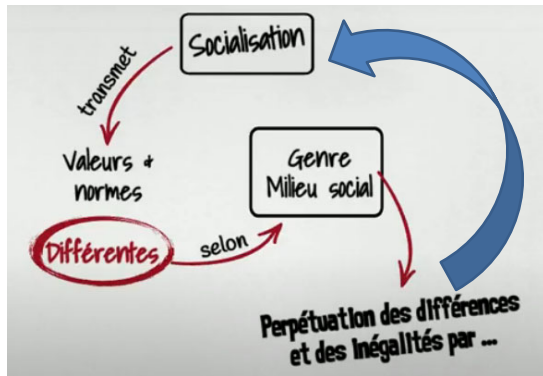 Socialisation
transmet
Valeurs &
normes
Différentes
selon
Genre
Milieu social
Perpétuation des différences
et des inégalités par ...